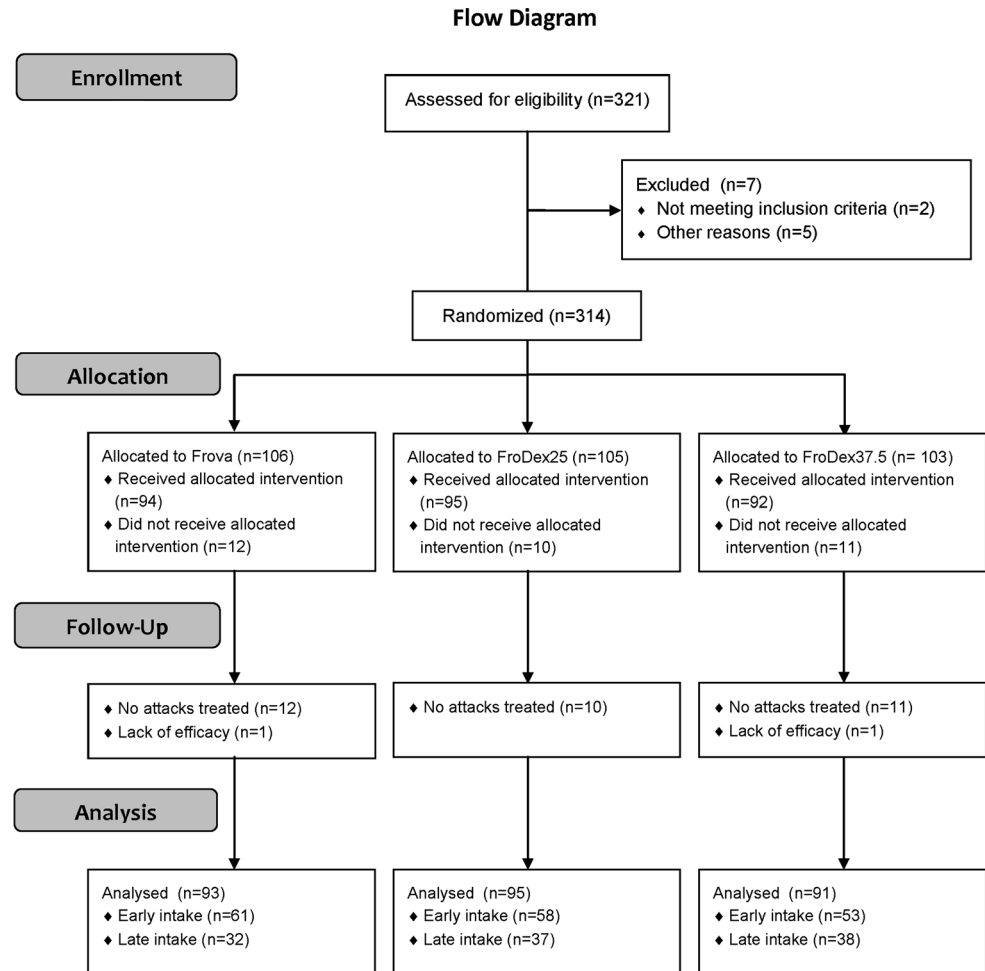 Flow Diagram
Enrollment
Assessed for eligibility (n=321)
Excluded (n=7)
♦ Not meeting inclusion criteria (n=2)
♦ Other reasons (n=5)
Randomized (n=314)
Allocation
Allocated to Frova (n=106)
♦ Received allocated intervention
(n=94)
♦ Did not receive allocated
intervention (n=12)
Allocated to FroDex25 (n=105)
♦ Received allocated intervention
(n=95)
♦ Did not receive allocated
intervention (n=10)
Allocated to FroDex37.5 (n= 103)
♦ Received allocated intervention
(n=92)
♦ Did not receive allocated
intervention (n=11)
Follow-Up
♦ No attacks treated (n=12)
♦ Lack of efficacy (n=1)
♦ No attacks treated (n=10)
♦ No attacks treated (n=11)
♦ Lack of efficacy (n=1)
Analysis
Analysed (n=93)
♦ Early intake (n=61)
♦ Late intake (n=32)
Analysed (n=95)
♦ Early intake (n=58)
♦ Late intake (n=37)
Analysed (n=91)
♦ Early intake (n=53)
♦ Late intake (n=38)